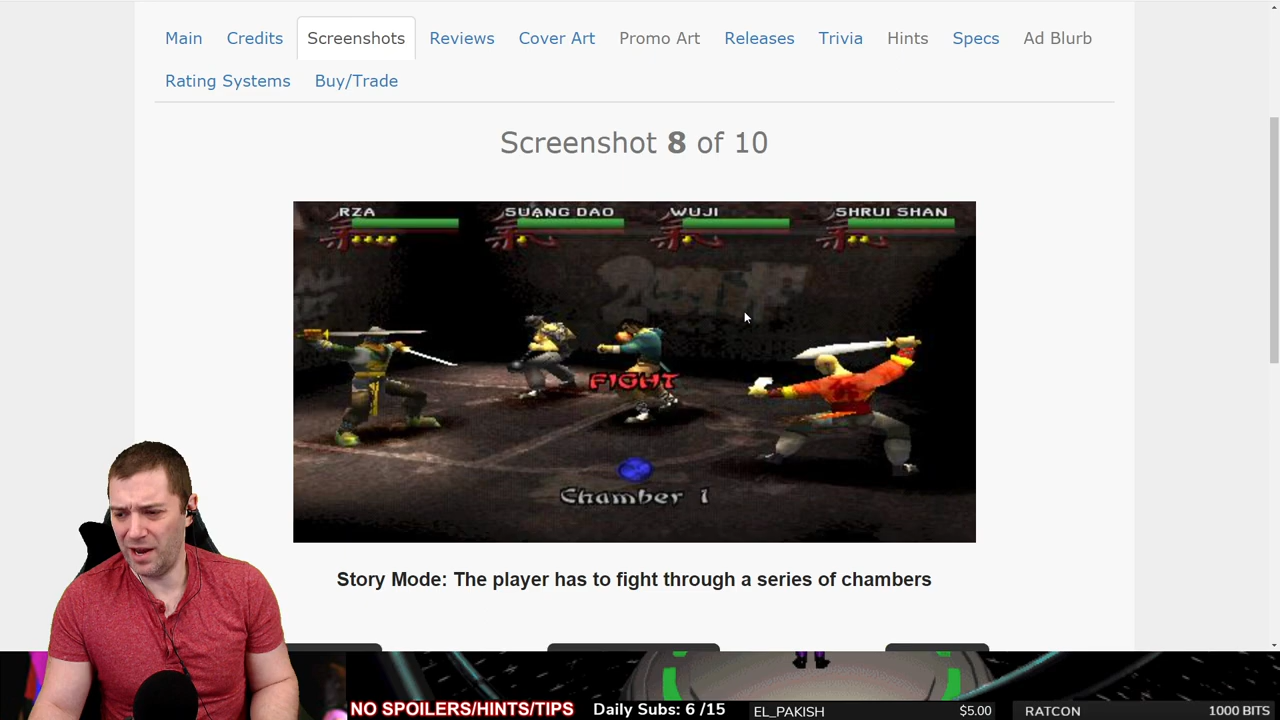 Main Credits Screenshots Reviews Cover Art Promo Art Releases Trivia Hints Specs Ad Blurb
Rating Systems Buy/Trade
Screenshot 8 of 10
RZA SUANG DAO WUJI SHRUI SHAN
FIGHT
Chamber 1
Story Mode: The player has to fight through a series of chambers
NO SPOILERS/HINTS/TIPS Daily Subs: 6 /15 EL_PAKISH $5.00 RATCON 1000 BITS